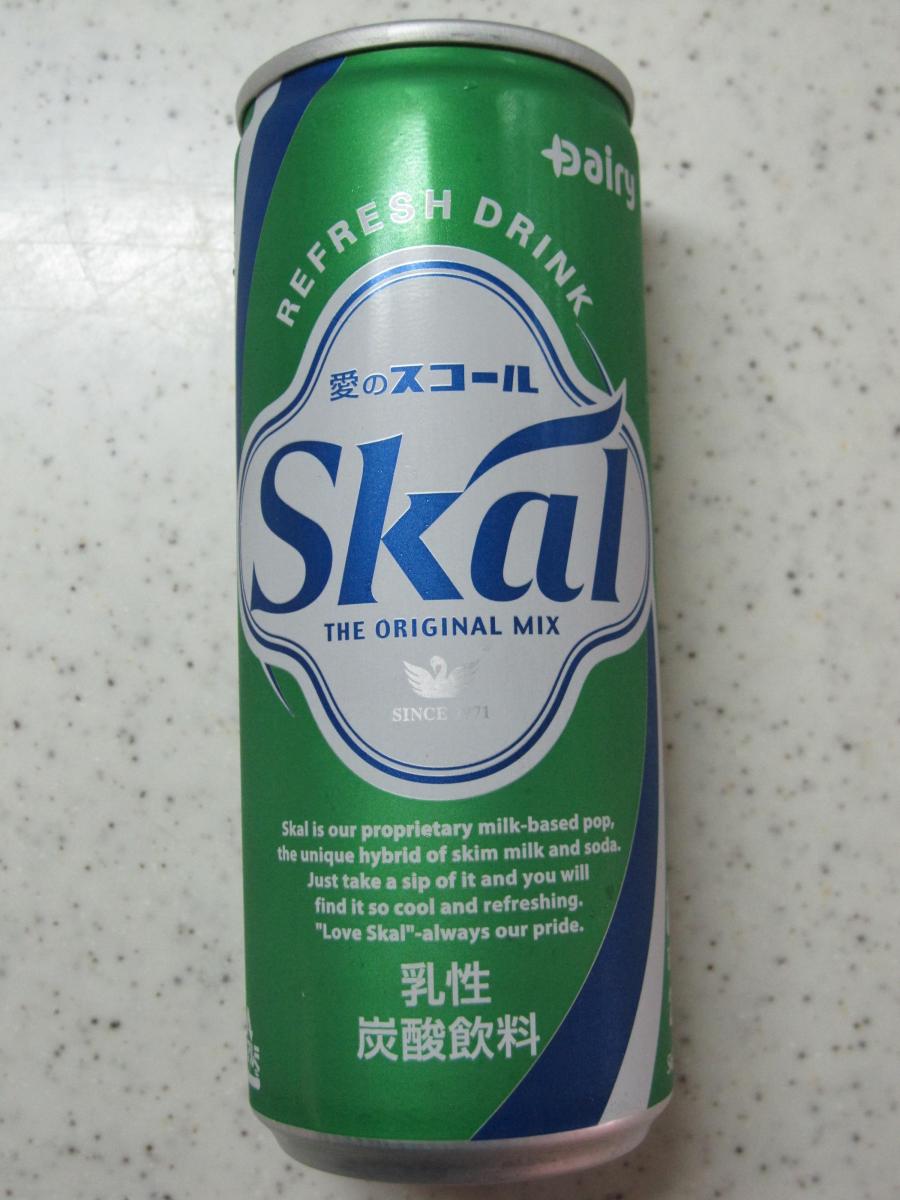 Dairy
REFRESH DRINK
愛のスコール
Skal
THE ORIGINAL MIX
SINCE 1971
Skal is our proprietary milk-based pop,
the unique hybrid of skim milk and soda.
Just take a sip of it and you will
find it so cool and refreshing.
"Love Skal"-always our pride.
乳性
炭酸飲料